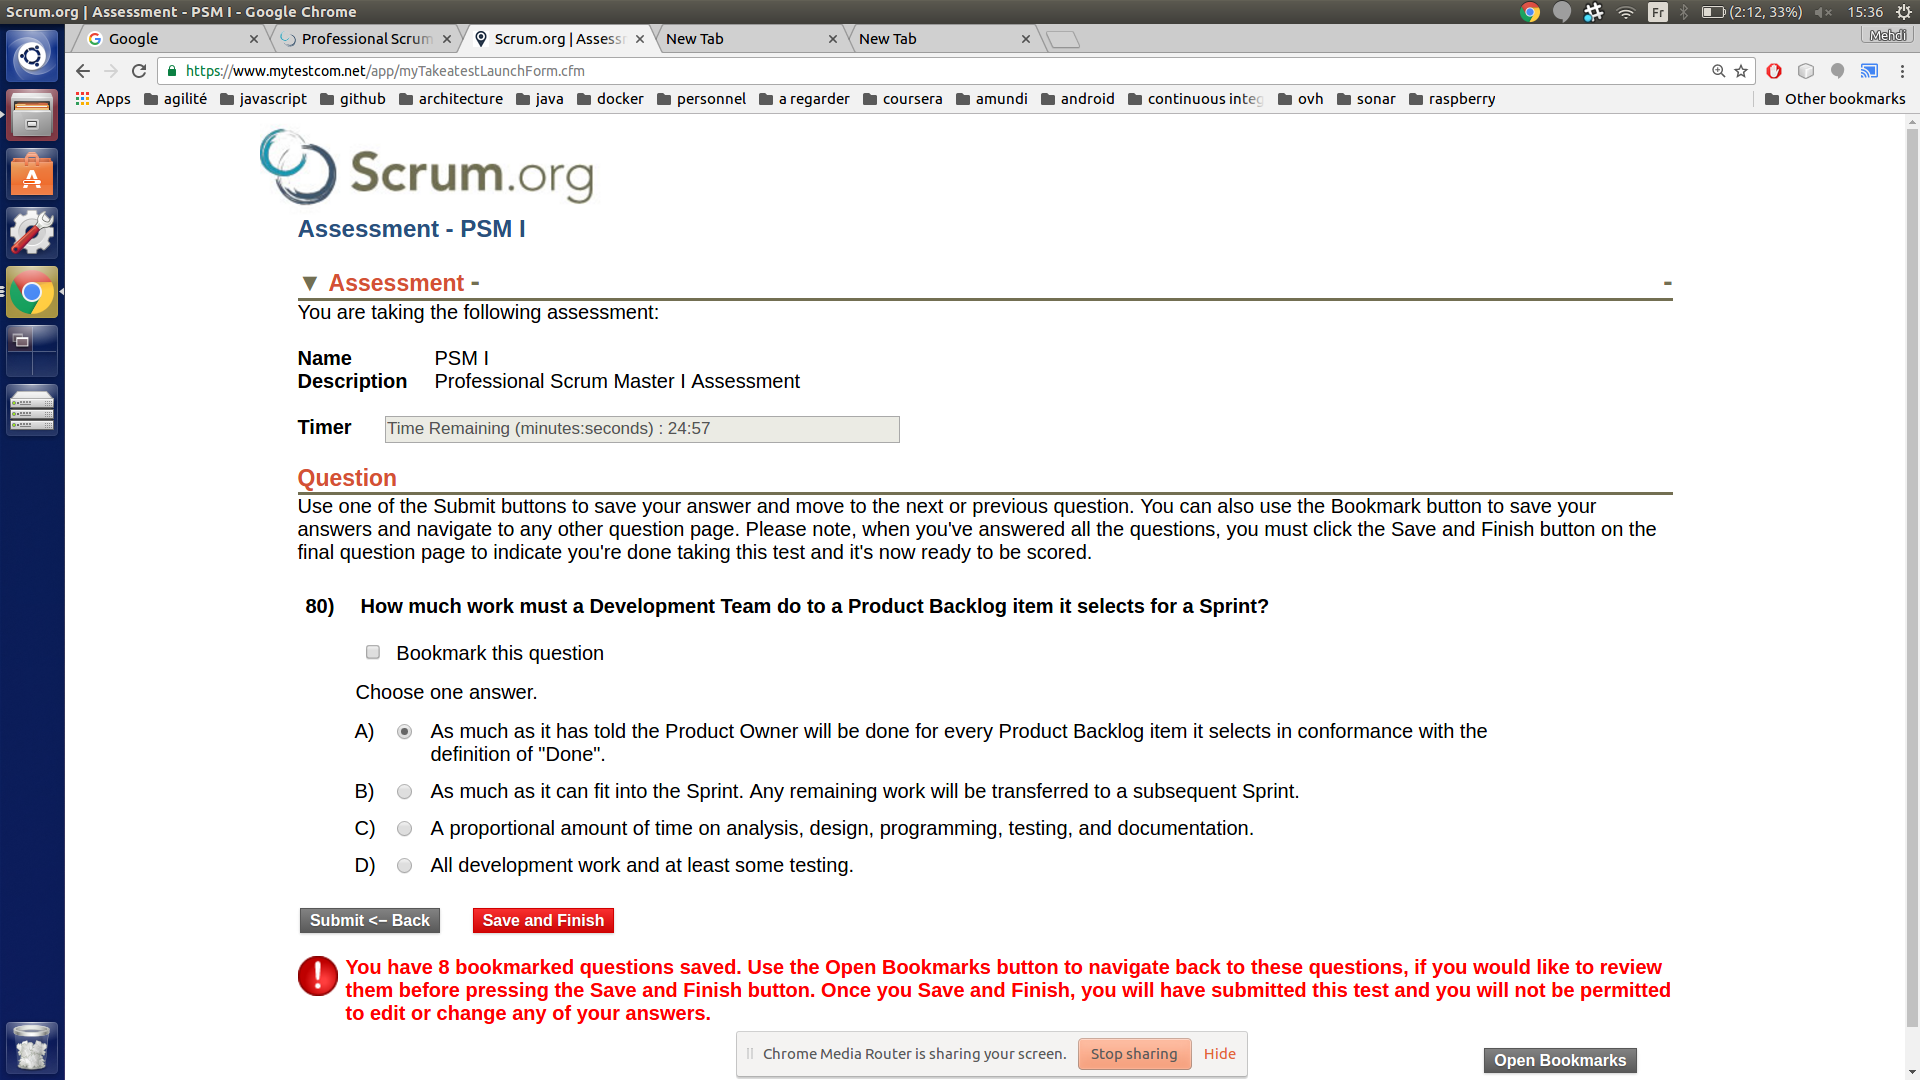 Scrum.org | Assessment - PSM I - Google Chrome
Fr
(2:12, 33%)
15:36
Google
Professional Scrum
Scrum.org | Assess
New Tab
New Tab
Mehdi
https://www.mytestcom.net/app/myTakeatestLaunchForm.cfm
Apps agilité javascript github architecture java docker personnel a regarder coursera amundi android continuous integ ovh sonar raspberry Other bookmarks
Scrum.org
Assessment - PSM I
▼ Assessment - -
You are taking the following assessment:
Name PSM I
Description Professional Scrum Master I Assessment
Timer Time Remaining (minutes:seconds) : 24:57
Question
Use one of the Submit buttons to save your answer and move to the next or previous question. You can also use the Bookmark button to save your
answers and navigate to any other question page. Please note, when you've answered all the questions, you must click the Save and Finish button on the
final question page to indicate you're done taking this test and it's now ready to be scored.
80) How much work must a Development Team do to a Product Backlog item it selects for a Sprint?
Bookmark this question
Choose one answer.
A) As much as it has told the Product Owner will be done for every Product Backlog item it selects in conformance with the
definition of "Done".
B) As much as it can fit into the Sprint. Any remaining work will be transferred to a subsequent Sprint.
C) A proportional amount of time on analysis, design, programming, testing, and documentation.
D) All development work and at least some testing.
Submit <– Back Save and Finish
You have 8 bookmarked questions saved. Use the Open Bookmarks button to navigate back to these questions, if you would like to review
them before pressing the Save and Finish button. Once you Save and Finish, you will have submitted this test and you will not be permitted
to edit or change any of your answers.
Chrome Media Router is sharing your screen. Stop sharing Hide
Open Bookmarks